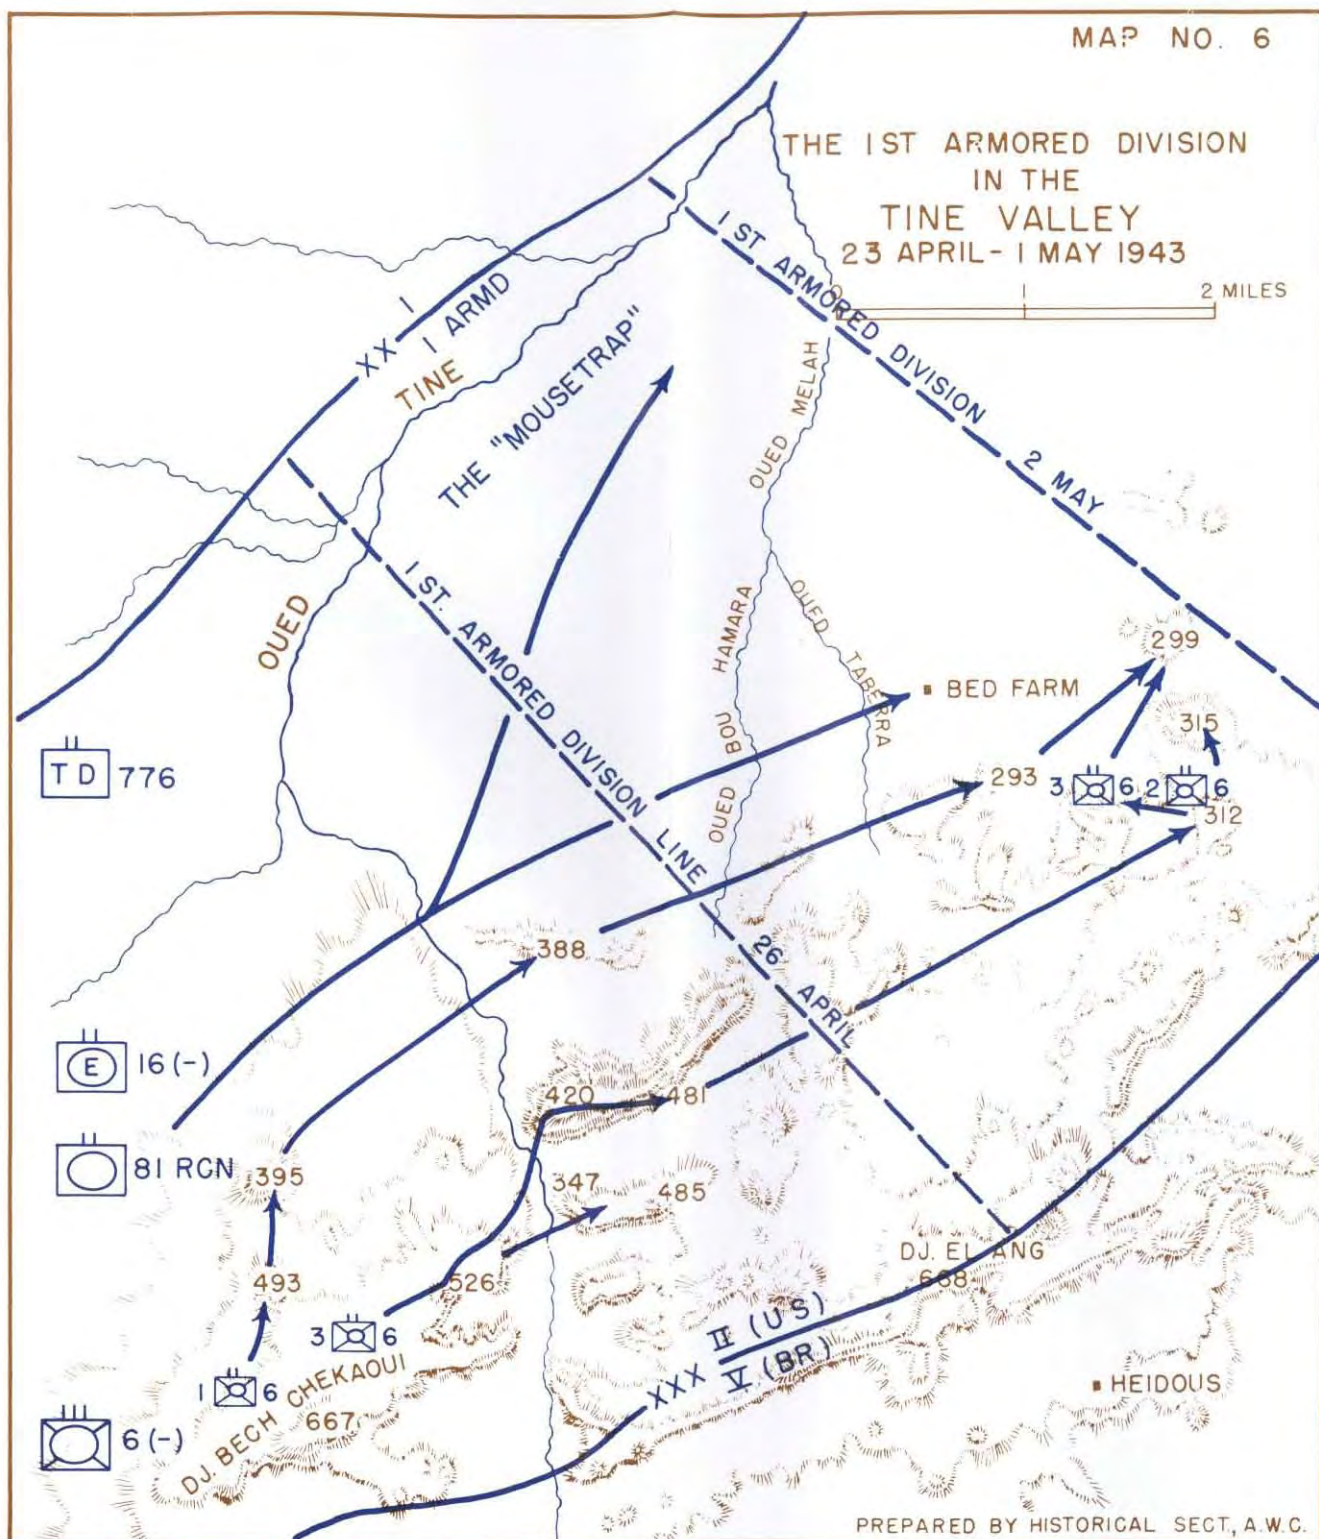 MAP NO. 6
THE 1ST ARMORED DIVISION
IN THE
TINE VALLEY
23 APRIL - 1 MAY 1943
0 1 2 MILES
1
XX
1 ARMD
OUED TINE
THE "MOUSETRAP"
1ST ARMORED DIVISION 2 MAY
OUED MELAH
1ST. ARMORED DIVISION LINE 26 APRIL
OUED BOU HAMARA
OUED TABERRA
299
BED FARM
315
TD 776
293
3 6
2 6
312
388
E 16 (-)
420
481
81 RCN
395
347
485
DJ. EL ANG
668
493
526
3 6
II (US)
XXX
V (BR)
1 6
DJ. BECH CHEKAOUI
667
HEIDOUS
6 (-)
PREPARED BY HISTORICAL SECT., A.W.C.